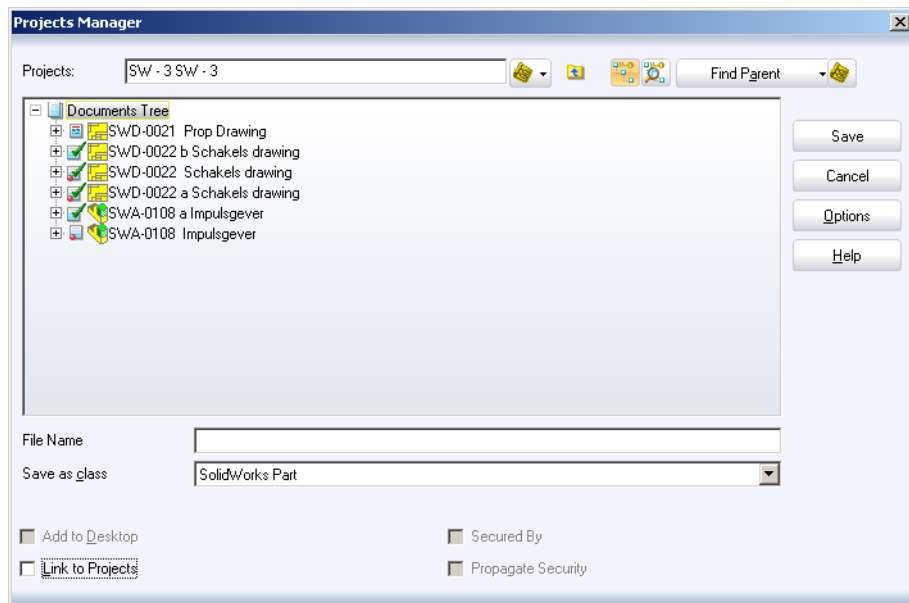 Projects Manager
Projects: SW - 3 SW - 3 Find Parent
Documents Tree
SWD-0021 Prop Drawing
SWD-0022 b Schakels drawing
SWD-0022 Schakels drawing
SWD-0022 a Schakels drawing
SWA-0108 a Impulsgever
SWA-0108 Impulsgever
Save
Cancel
Options
Help
File Name
Save as class SolidWorks Part
Add to Desktop Secured By
Link to Projects Propagate Security